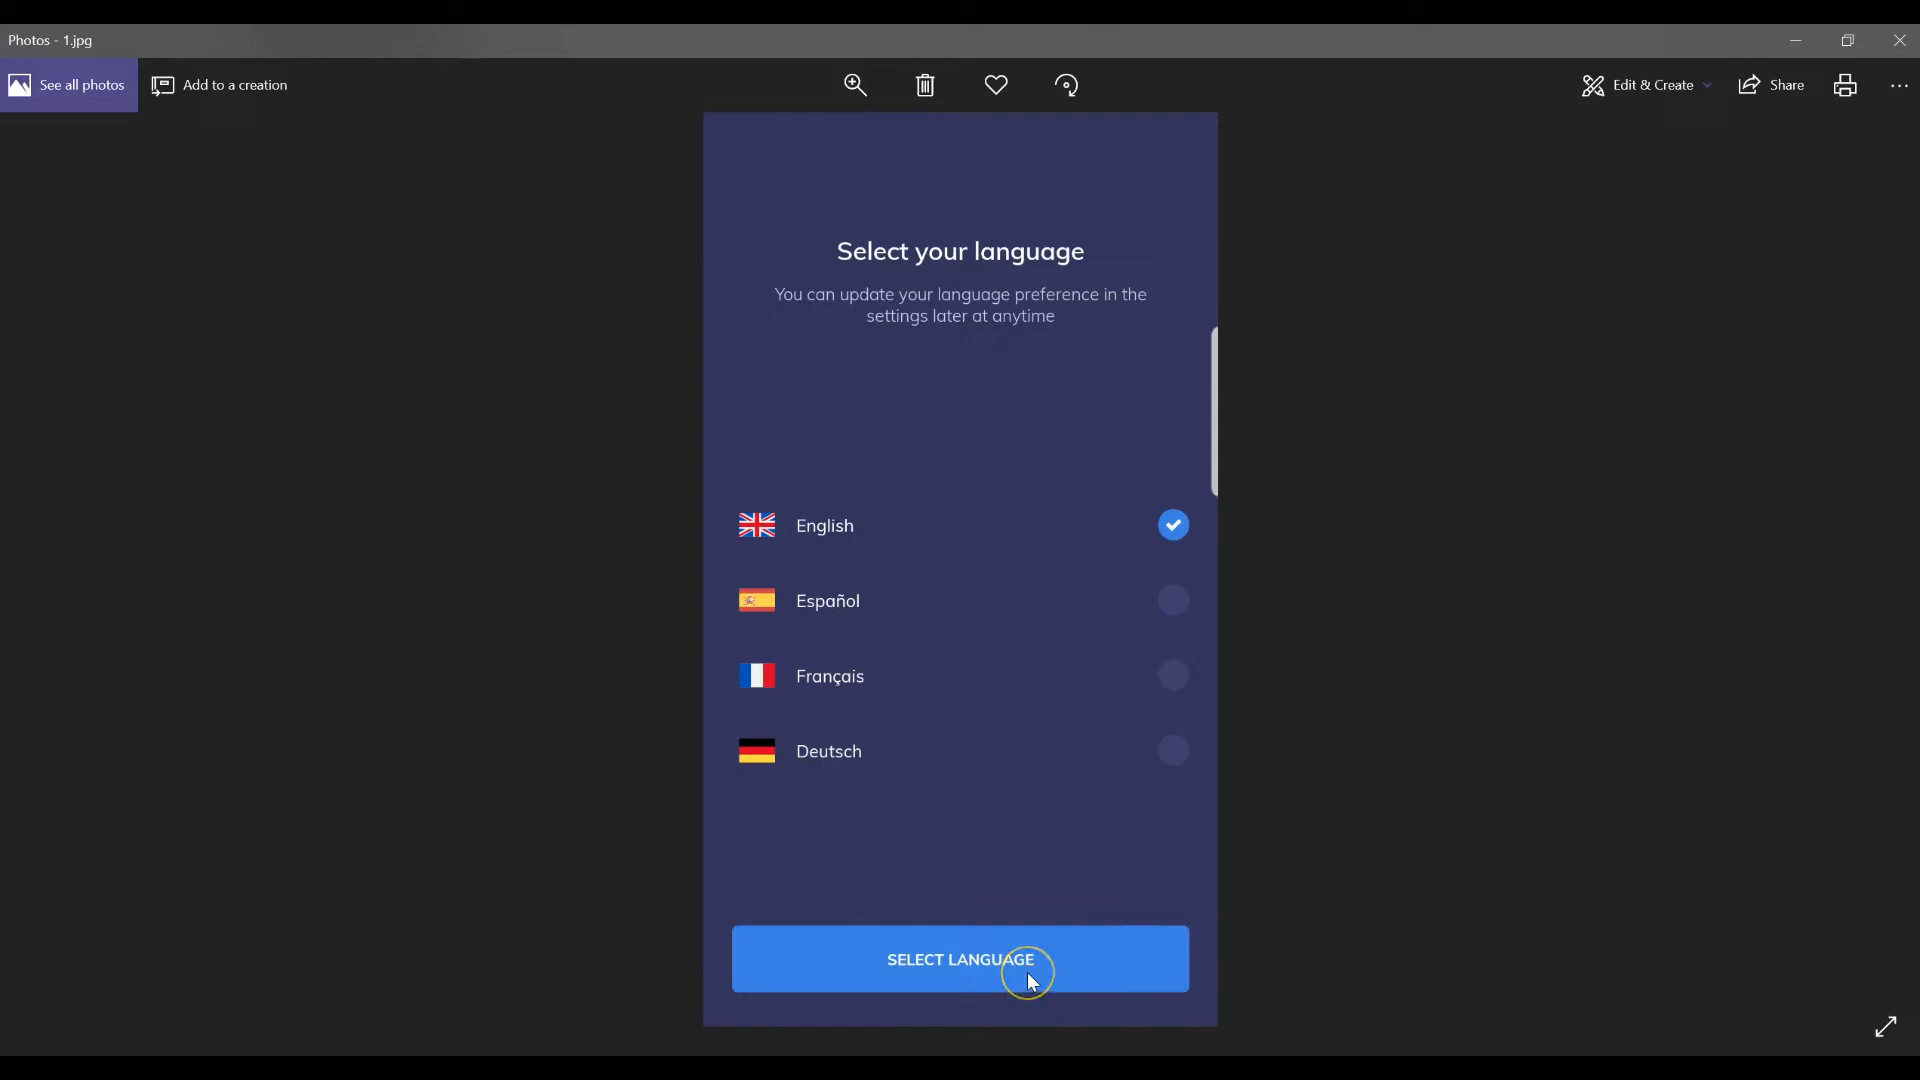 Photos - 1.jpg
See all photos
Add to a creation
Edit & Create
Share
Select your language
You can update your language preference in the
settings later at anytime
English
Español
Français
Deutsch
SELECT LANGUAGE